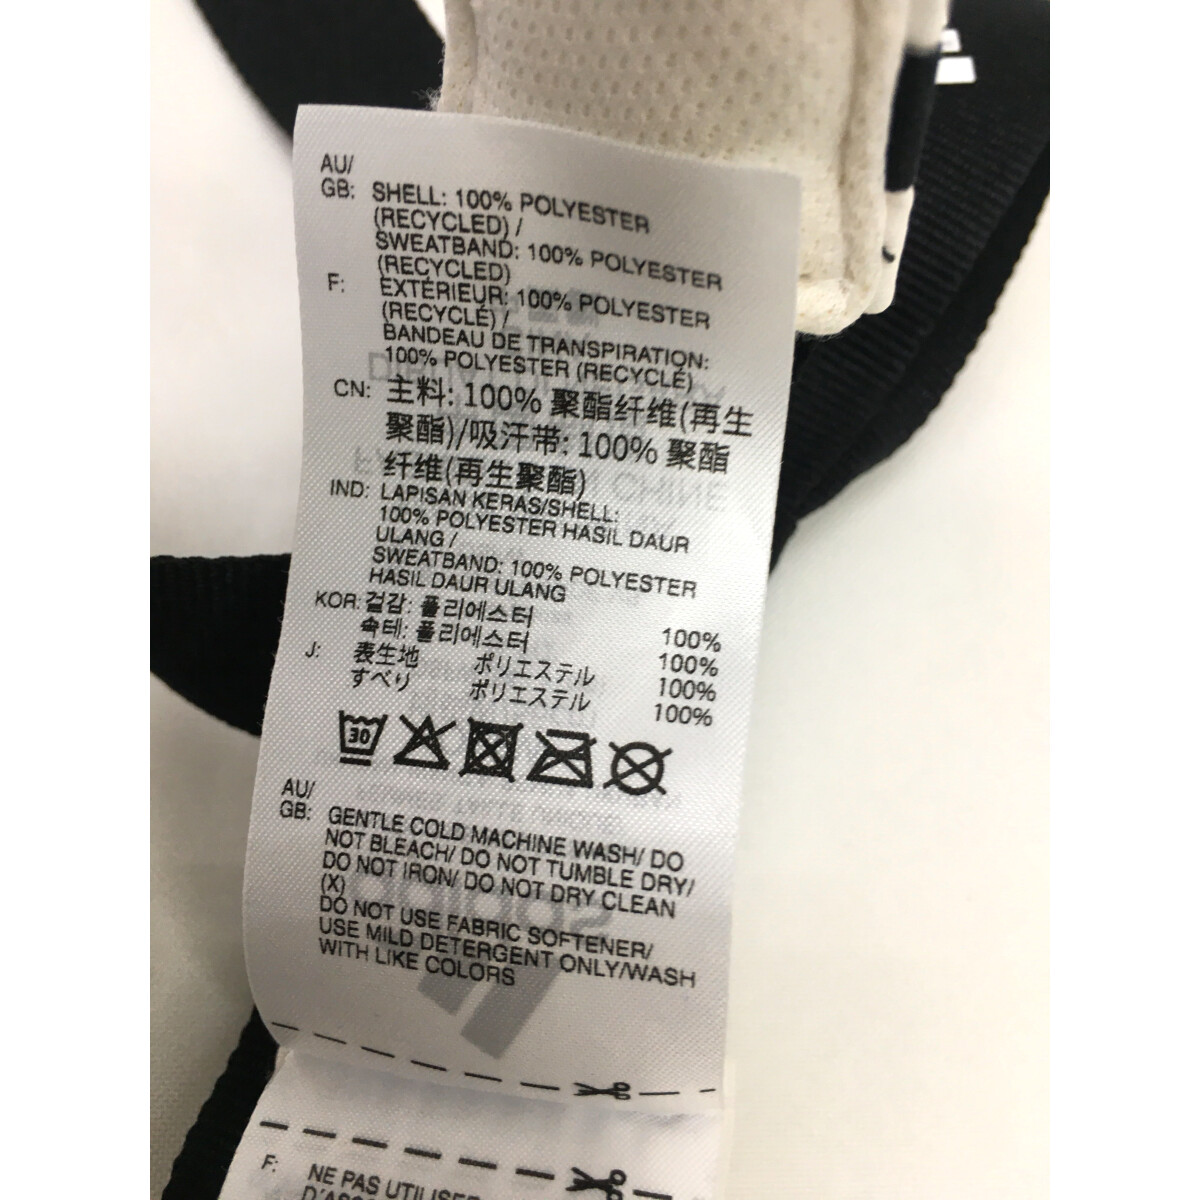 AU/
GB: SHELL: 100% POLYESTER
(RECYCLED) /
SWEATBAND: 100% POLYESTER
(RECYCLED)
F: EXTÉRIEUR: 100% POLYESTER
(RECYCLÉ) /
BANDEAU DE TRANSPIRATION:
100% POLYESTER (RECYCLÉ)
CN: 主料: 100% 聚酯纤维(再生
聚酯)/吸汗带: 100% 聚酯
纤维(再生聚酯)
IND: LAPISAN KERAS/SHELL:
100% POLYESTER HASIL DAUR
ULANG /
SWEATBAND: 100% POLYESTER
HASIL DAUR ULANG
KOR: 겉감: 폴리에스터 100%
속테: 폴리에스터 100%
J: 表生地 ポリエステル 100%
すべり ポリエステル 100%
30
AU/
GB: GENTLE COLD MACHINE WASH/ DO
NOT BLEACH/ DO NOT TUMBLE DRY/
DO NOT IRON/ DO NOT DRY CLEAN
(X)
DO NOT USE FABRIC SOFTENER/
USE MILD DETERGENT ONLY/WASH
WITH LIKE COLORS
F: NE PAS UTILISER